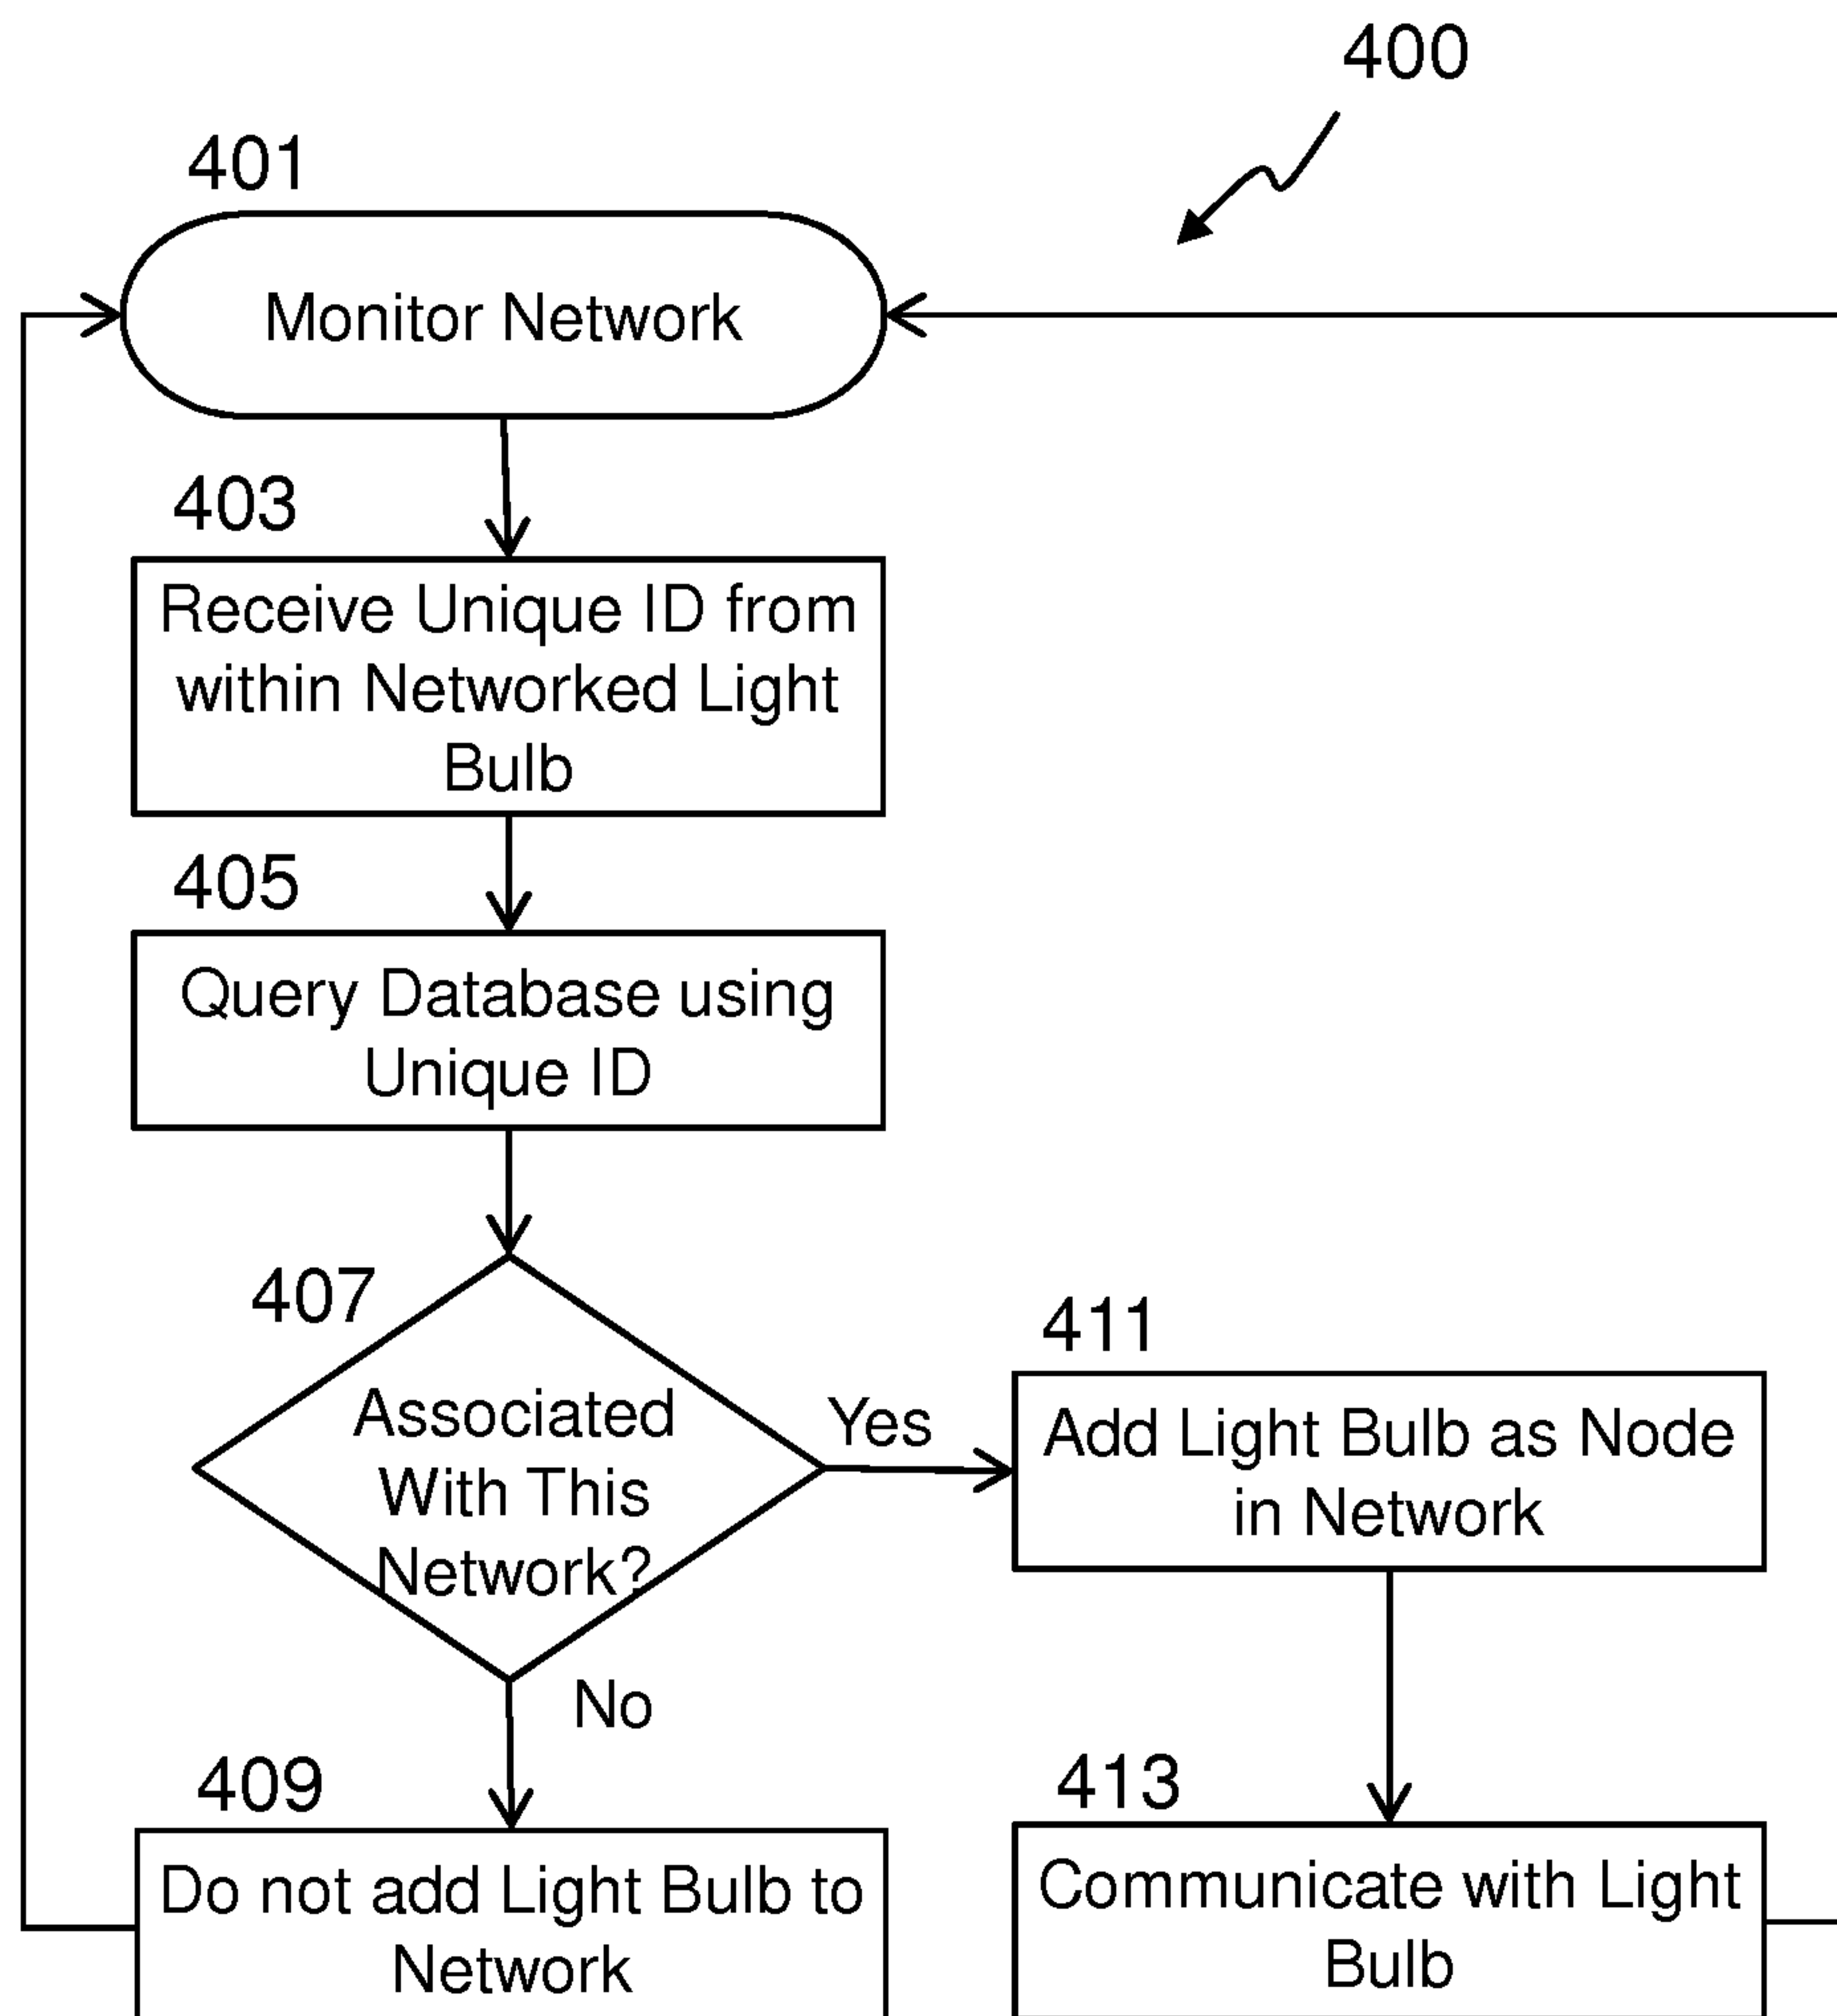 400
401
Monitor Network
403
Receive Unique ID from
within Networked Light
Bulb
405
Query Database using
Unique ID
407
Associated
With This
Network?
Yes
No
411
Add Light Bulb as Node
in Network
409
Do not add Light Bulb to
Network
413
Communicate with Light
Bulb